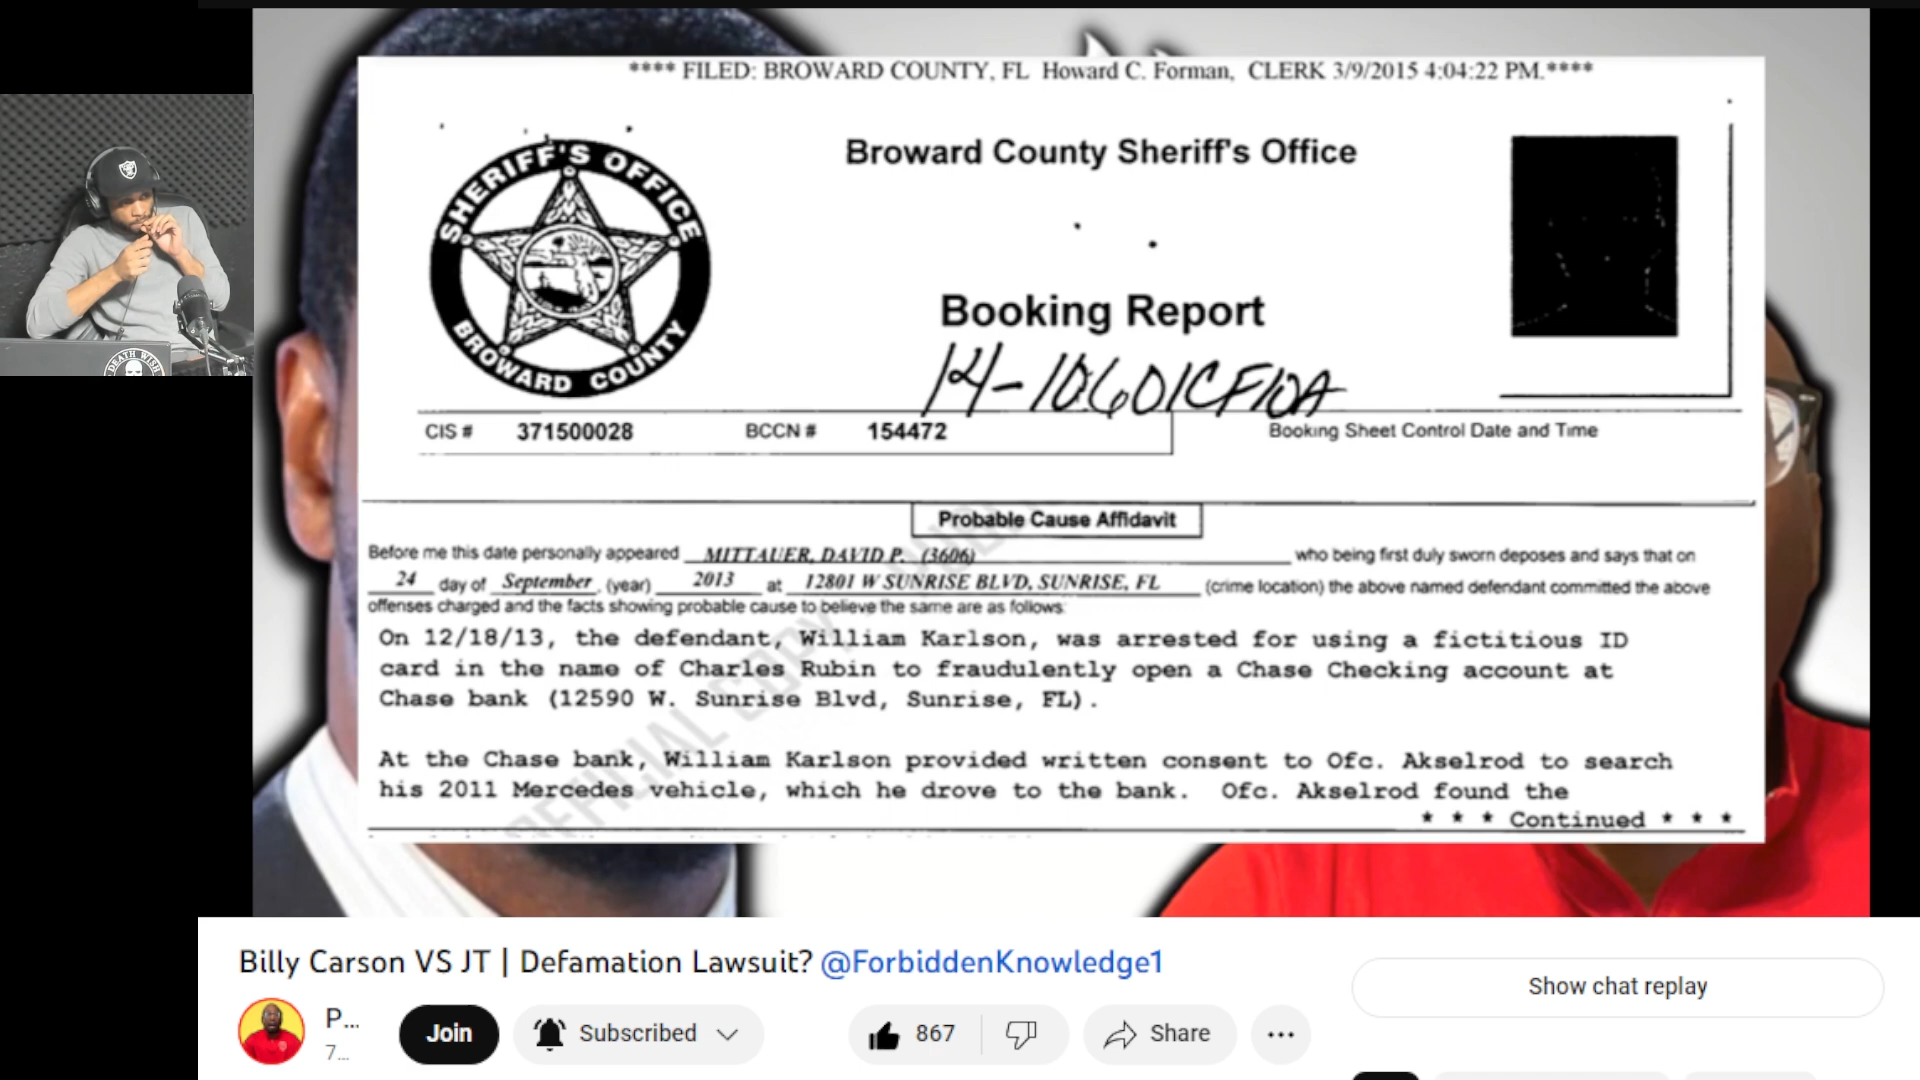 **** FILED: BROWARD COUNTY, FL Howard C. Forman, CLERK 3/9/2015 4:04:22 PM.****
SHERIFF'S OFFICE
BROWARD COUNTY
Broward County Sheriff's Office
Booking Report
14-10601CF10A
CIS # 371500028 BCCN # 154472 Booking Sheet Control Date and Time
Probable Cause Affidavit
Before me this date personally appeared MITTAUER, DAVID P. (3606) who being first duly sworn deposes and says that on
24 day of September, (year) 2013 at 12801 W SUNRISE BLVD, SUNRISE, FL (crime location) the above named defendant committed the above
offenses charged and the facts showing probable cause to believe the same are as follows:
On 12/18/13, the defendant, William Karlson, was arrested for using a fictitious ID
card in the name of Charles Rubin to fraudulently open a Chase Checking account at
Chase bank (12590 W. Sunrise Blvd, Sunrise, FL).
At the Chase bank, William Karlson provided written consent to Ofc. Akselrod to search
his 2011 Mercedes vehicle, which he drove to the bank. Ofc. Akselrod found the
* * * Continued * * *
DEATH WISH
Billy Carson VS JT | Defamation Lawsuit? @ForbiddenKnowledge1
Show chat replay
P...
7...
Join
Subscribed
867
Share